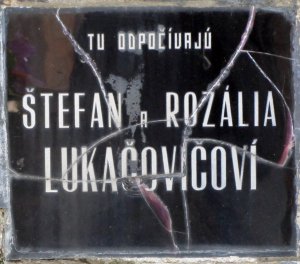 TU ODPOČÍVAJÚ
ŠTEFAN A ROZÁLIA
LUKAČOVIČOVÍ